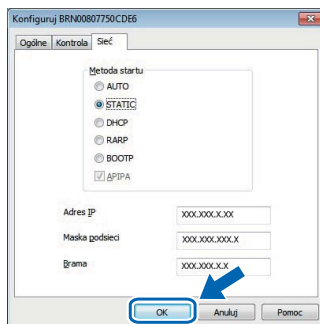 Konfiguruj BRN00807750CDE6
Ogólne Kontrola Sieć
Metoda startu
AUTO
STATIC
DHCP
RARP
BOOTP
APIPA
Adres IP XXX.XXX.X.XX
Maska podsieci XXX.XXX.XXX.X
Brama XXX.XXX.X.X
OK Anuluj Pomoc